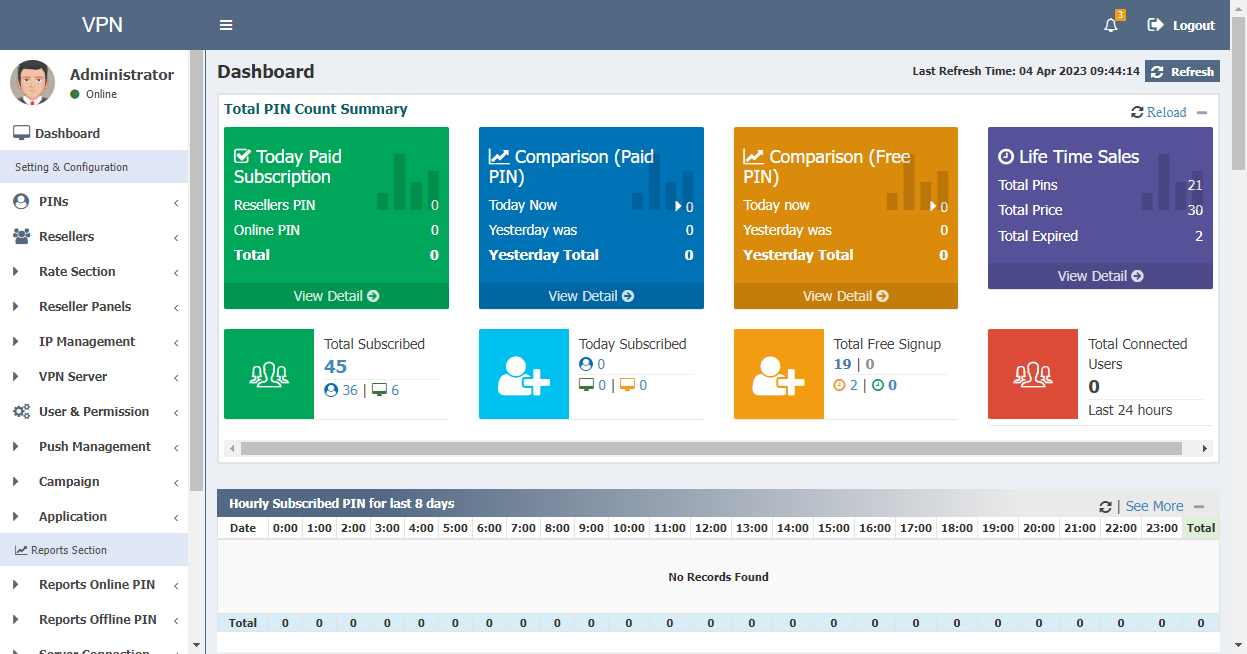 VPN
3
Logout
Administrator
Online
Dashboard
Setting & Configuration
PINs
Resellers
Rate Section
Reseller Panels
IP Management
VPN Server
User & Permission
Push Management
Campaign
Application
Reports Section
Reports Online PIN
Reports Offline PIN
Server Connection
Dashboard
Last Refresh Time: 04 Apr 2023 09:44:14
Refresh
Total PIN Count Summary
Reload
Today Paid
Subscription
Resellers PIN 0
Online PIN 0
Total 0
View Detail
Comparison (Paid
PIN)
Today Now 0
Yesterday was 0
Yesterday Total 0
View Detail
Comparison (Free
PIN)
Today now 0
Yesterday was 0
Yesterday Total 0
View Detail
Life Time Sales
Total Pins 21
Total Price 30
Total Expired 2
View Detail
Total Subscribed
45
36 | 6
Today Subscribed
0
0 | 0
Total Free Signup
19 | 0
2 | 0
Total Connected
Users
0
Last 24 hours
Hourly Subscribed PIN for last 8 days
| See More
Date 0:00 1:00 2:00 3:00 4:00 5:00 6:00 7:00 8:00 9:00 10:00 11:00 12:00 13:00 14:00 15:00 16:00 17:00 18:00 19:00 20:00 21:00 22:00 23:00 Total
No Records Found
Total 0 0 0 0 0 0 0 0 0 0 0 0 0 0 0 0 0 0 0 0 0 0 0 0 0